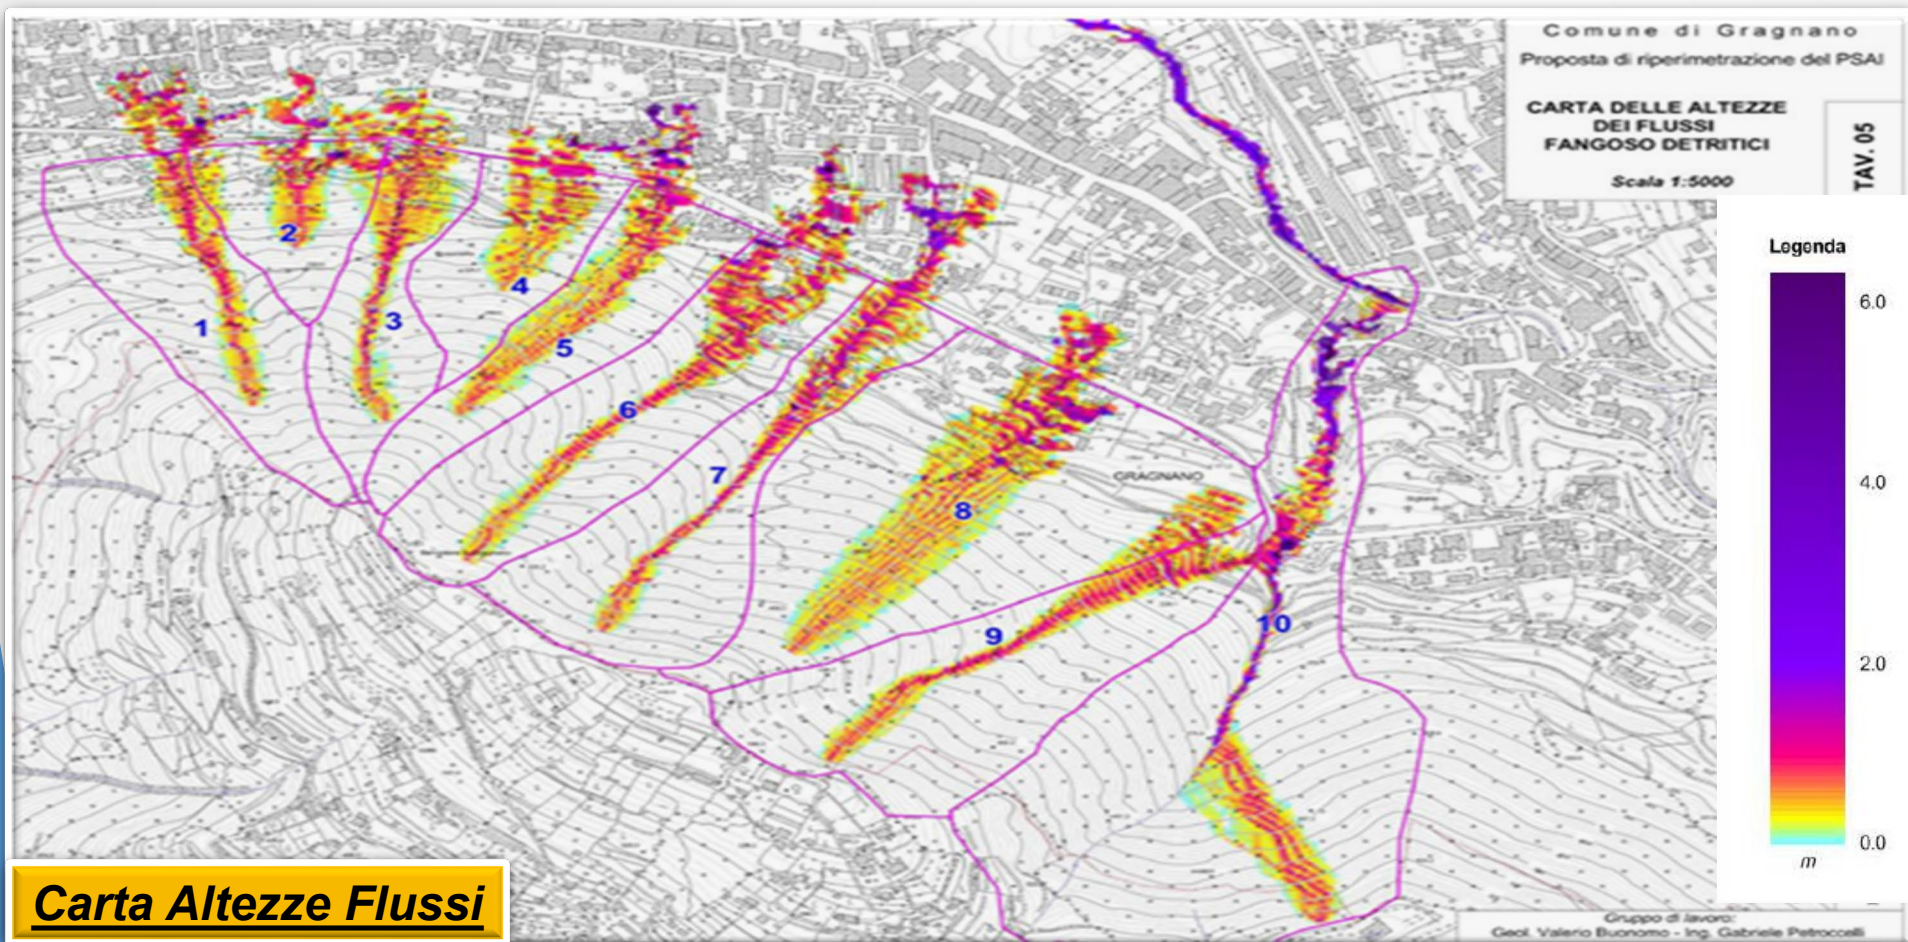 Comune di Gragnano
Proposta di riperimetrazione del PSAI
CARTA DELLE ALTEZZE
DEI FLUSSI
FANGOSO DETRITICI
Scala 1:5000
TAV. 05
Legenda
6.0
4.0
2.0
0.0
m
1
2
3
4
5
6
7
8
9
10
GRAGNANO
Carta Altezze Flussi
Gruppo di lavoro:
Geol. Valerio Buonomo - Ing. Gabriele Petroccelli